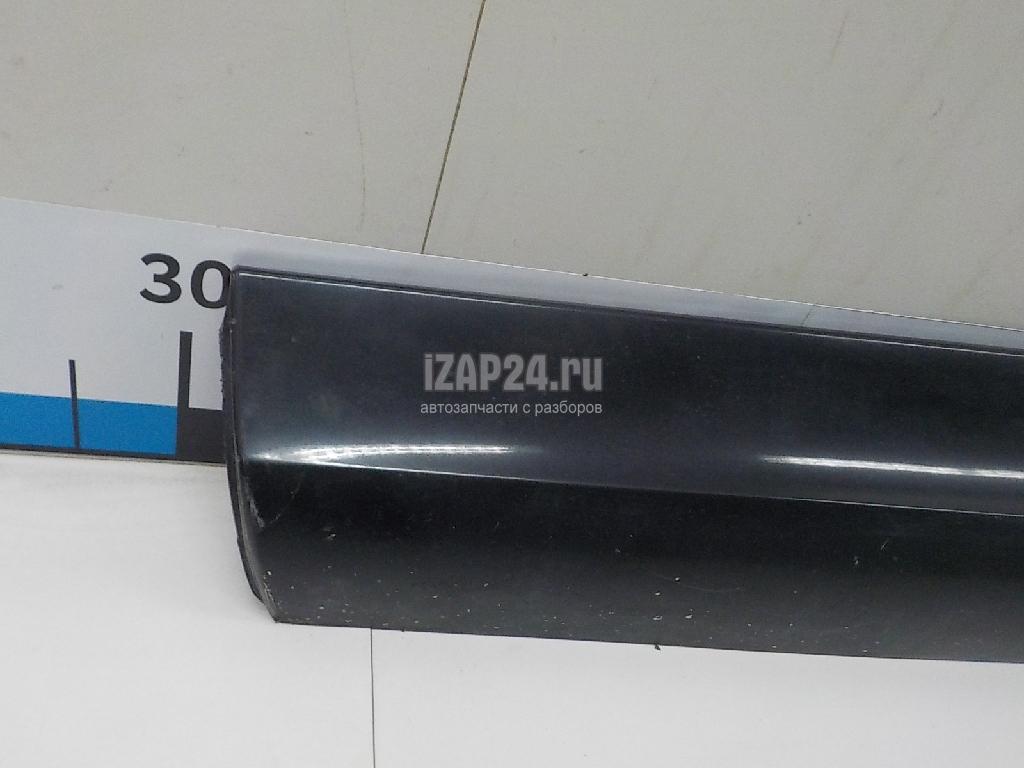 30
iZAP24.ru
автозапчасти с разборов